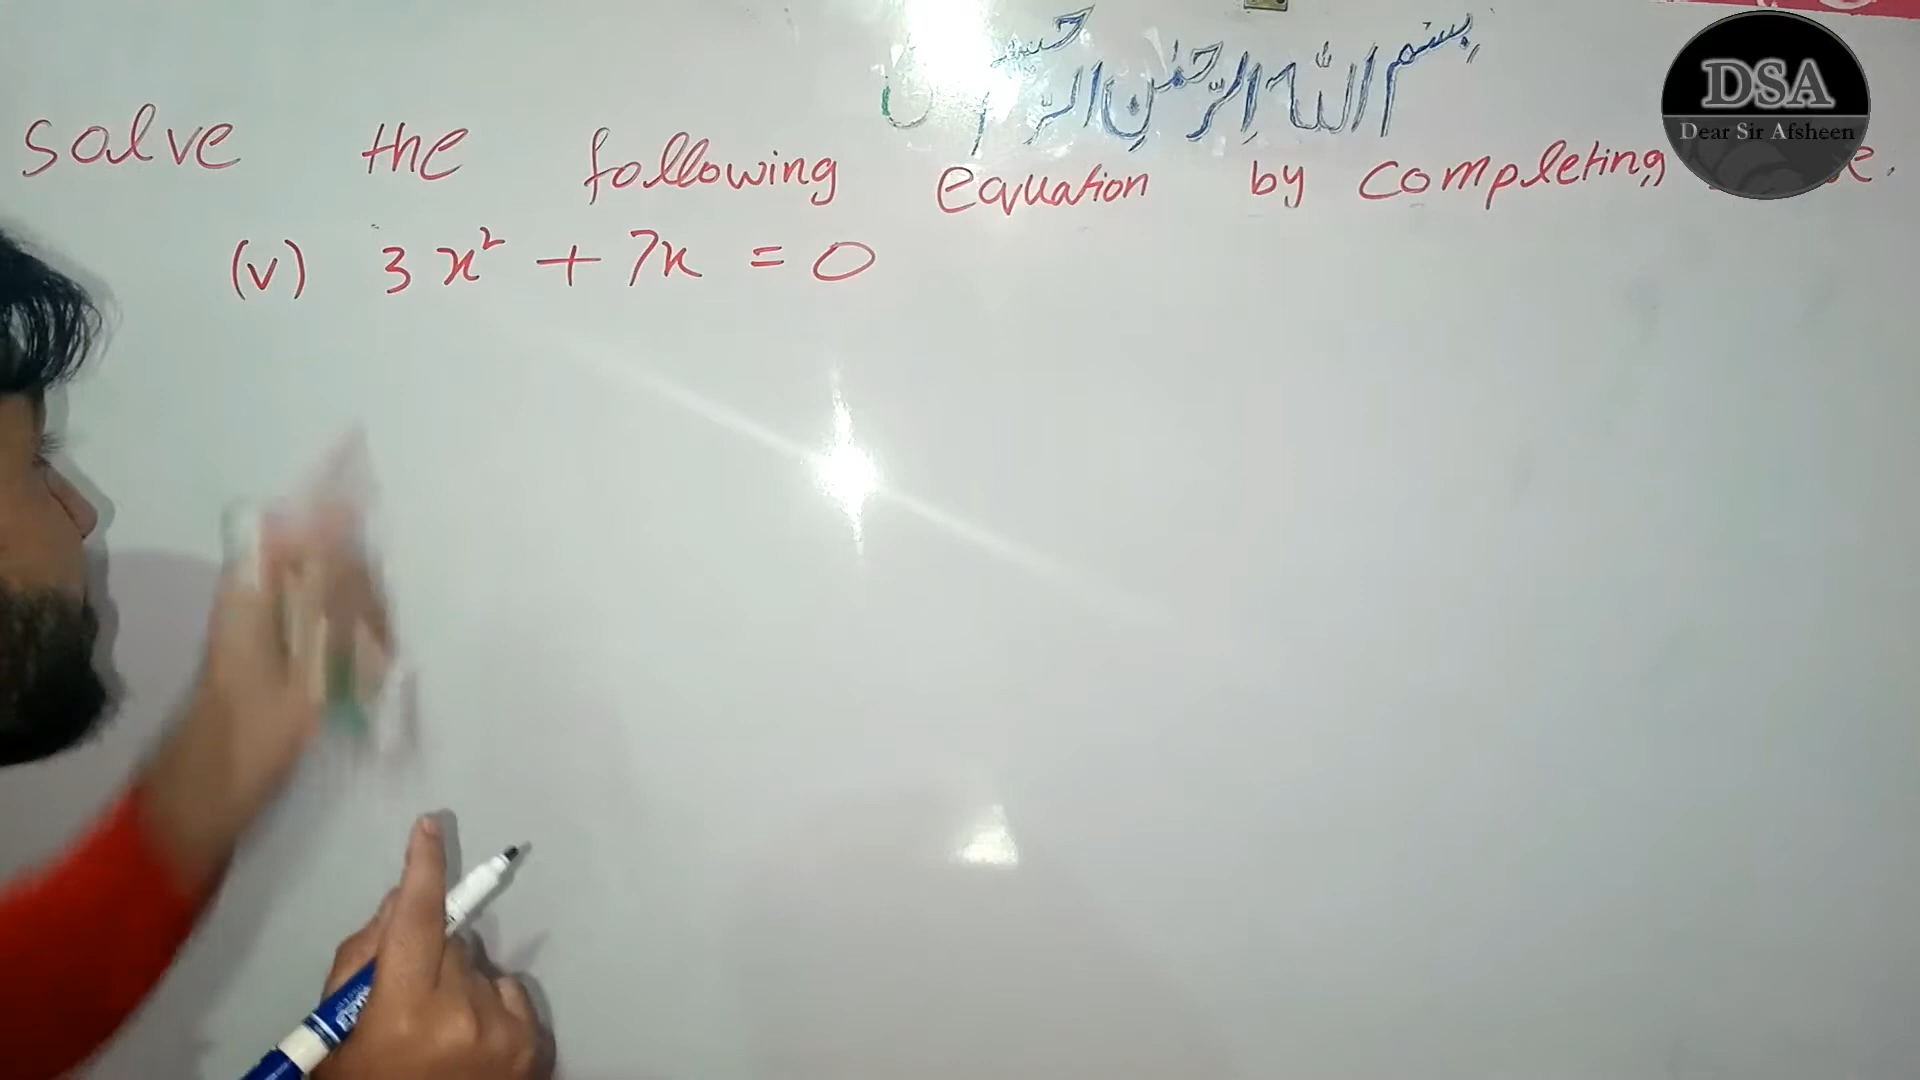 بسم الله الرحمن الرحيم
DSA
Dear Sir Afsheen
Solve the following equation by completing
(v) 3x² + 7x = 0